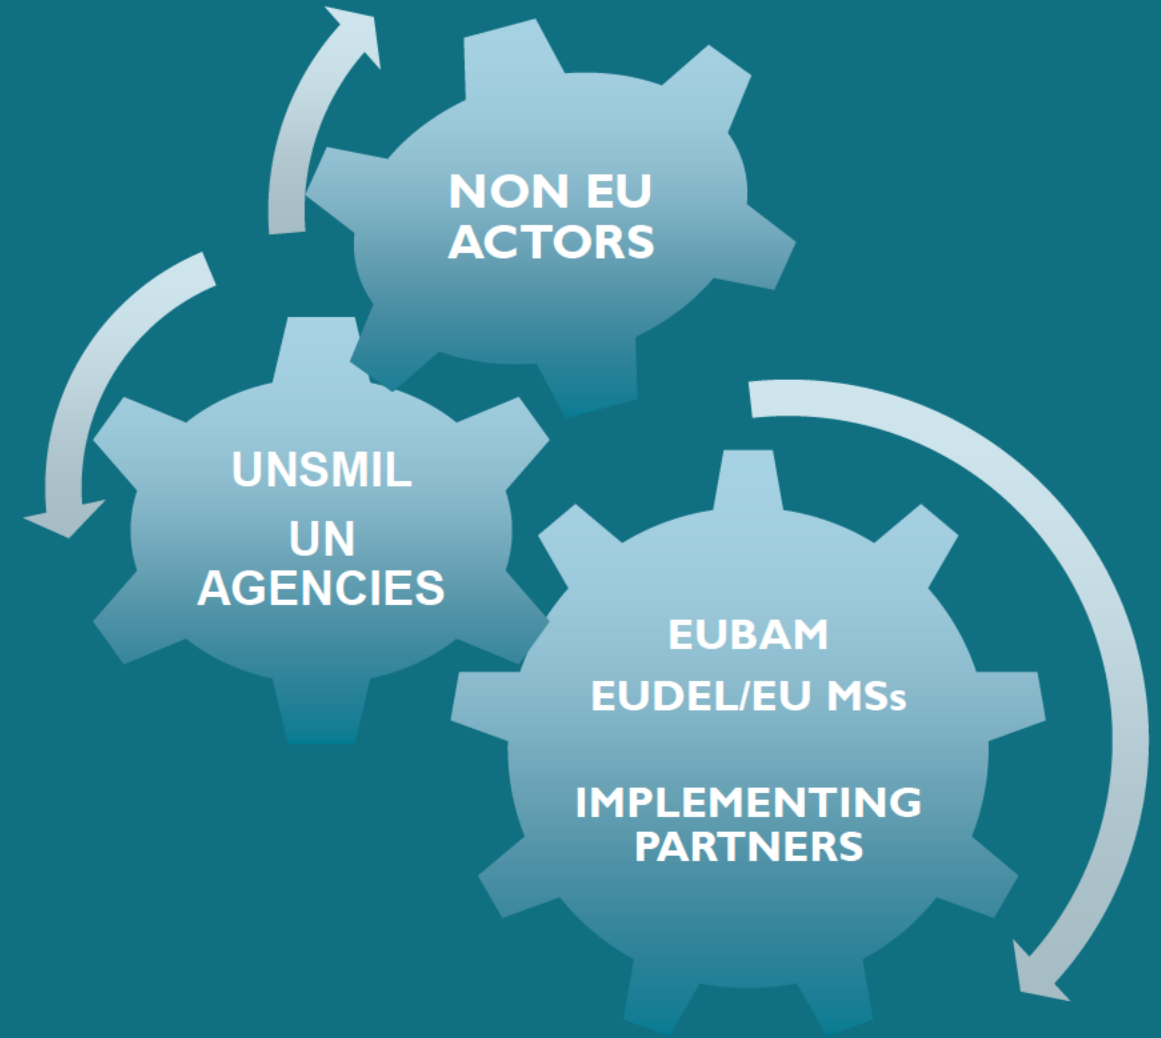 NON EU
ACTORS
UNSMIL
UN
AGENCIES
EUBAM
EUDEL/EU MSs
IMPLEMENTING
PARTNERS